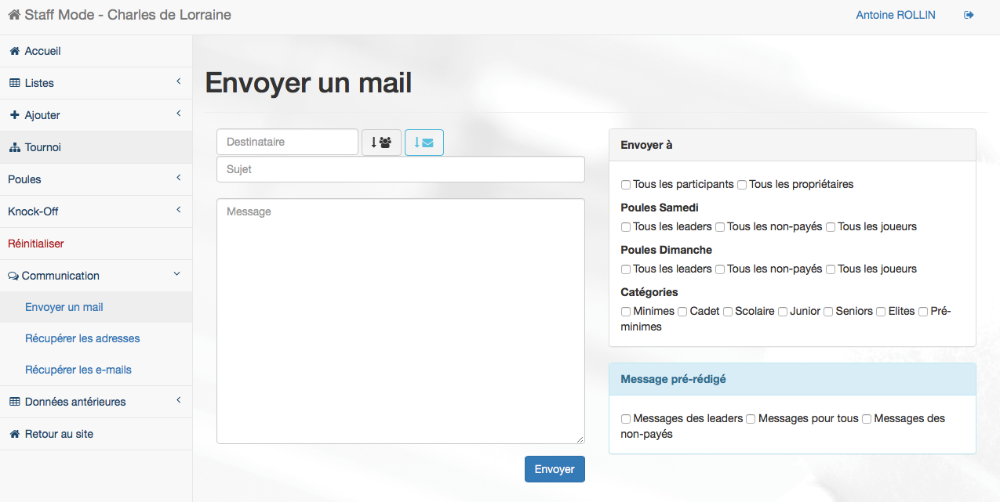 Staff Mode - Charles de Lorraine
Antoine ROLLIN
Accueil
Listes
Ajouter
Tournoi
Poules
Knock-Off
Réinitialiser
Communication
Envoyer un mail
Récupérer les adresses
Récupérer les e-mails
Données antérieures
Retour au site
Envoyer un mail
Destinataire
Sujet
Message
Envoyer
Envoyer à
Tous les participants Tous les propriétaires
Poules Samedi
Tous les leaders Tous les non-payés Tous les joueurs
Poules Dimanche
Tous les leaders Tous les non-payés Tous les joueurs
Catégories
Minimes Cadet Scolaire Junior Seniors Elites Pré-
minimes
Message pré-rédigé
Messages des leaders Messages pour tous Messages des
non-payés